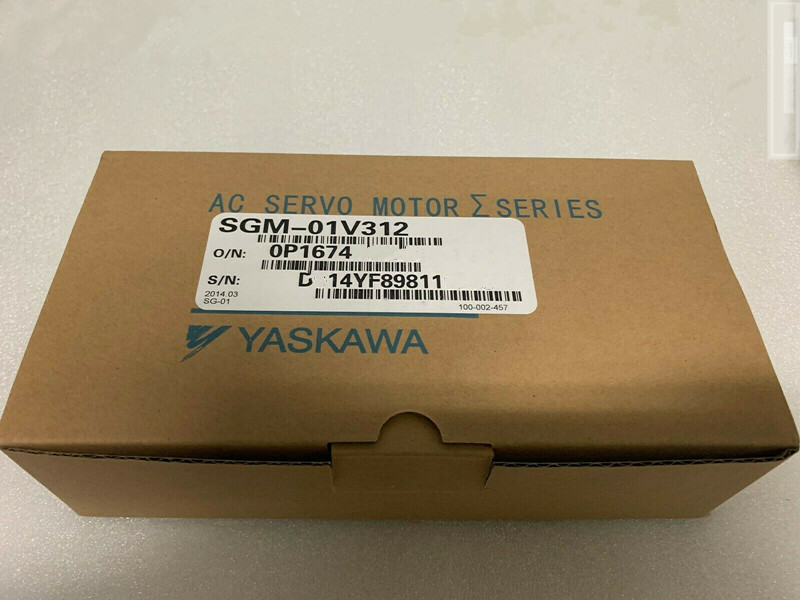 AC SERVO MOTOR Σ SERIES
SGM-01V312
O/N: 0P1674
S/N: D 14YF89811
2014.03
SG-01
100-002-457
YASKAWA